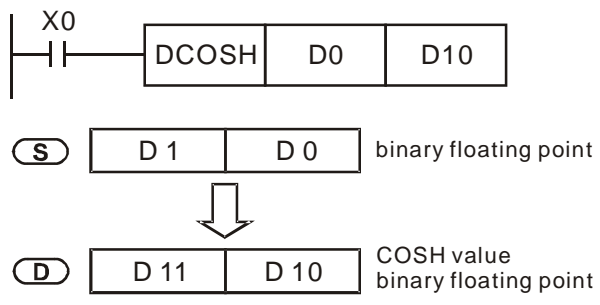 X0
DCOSH D0 D10
S D 1 D 0 binary floating point
D D 11 D 10 COSH value
binary floating point